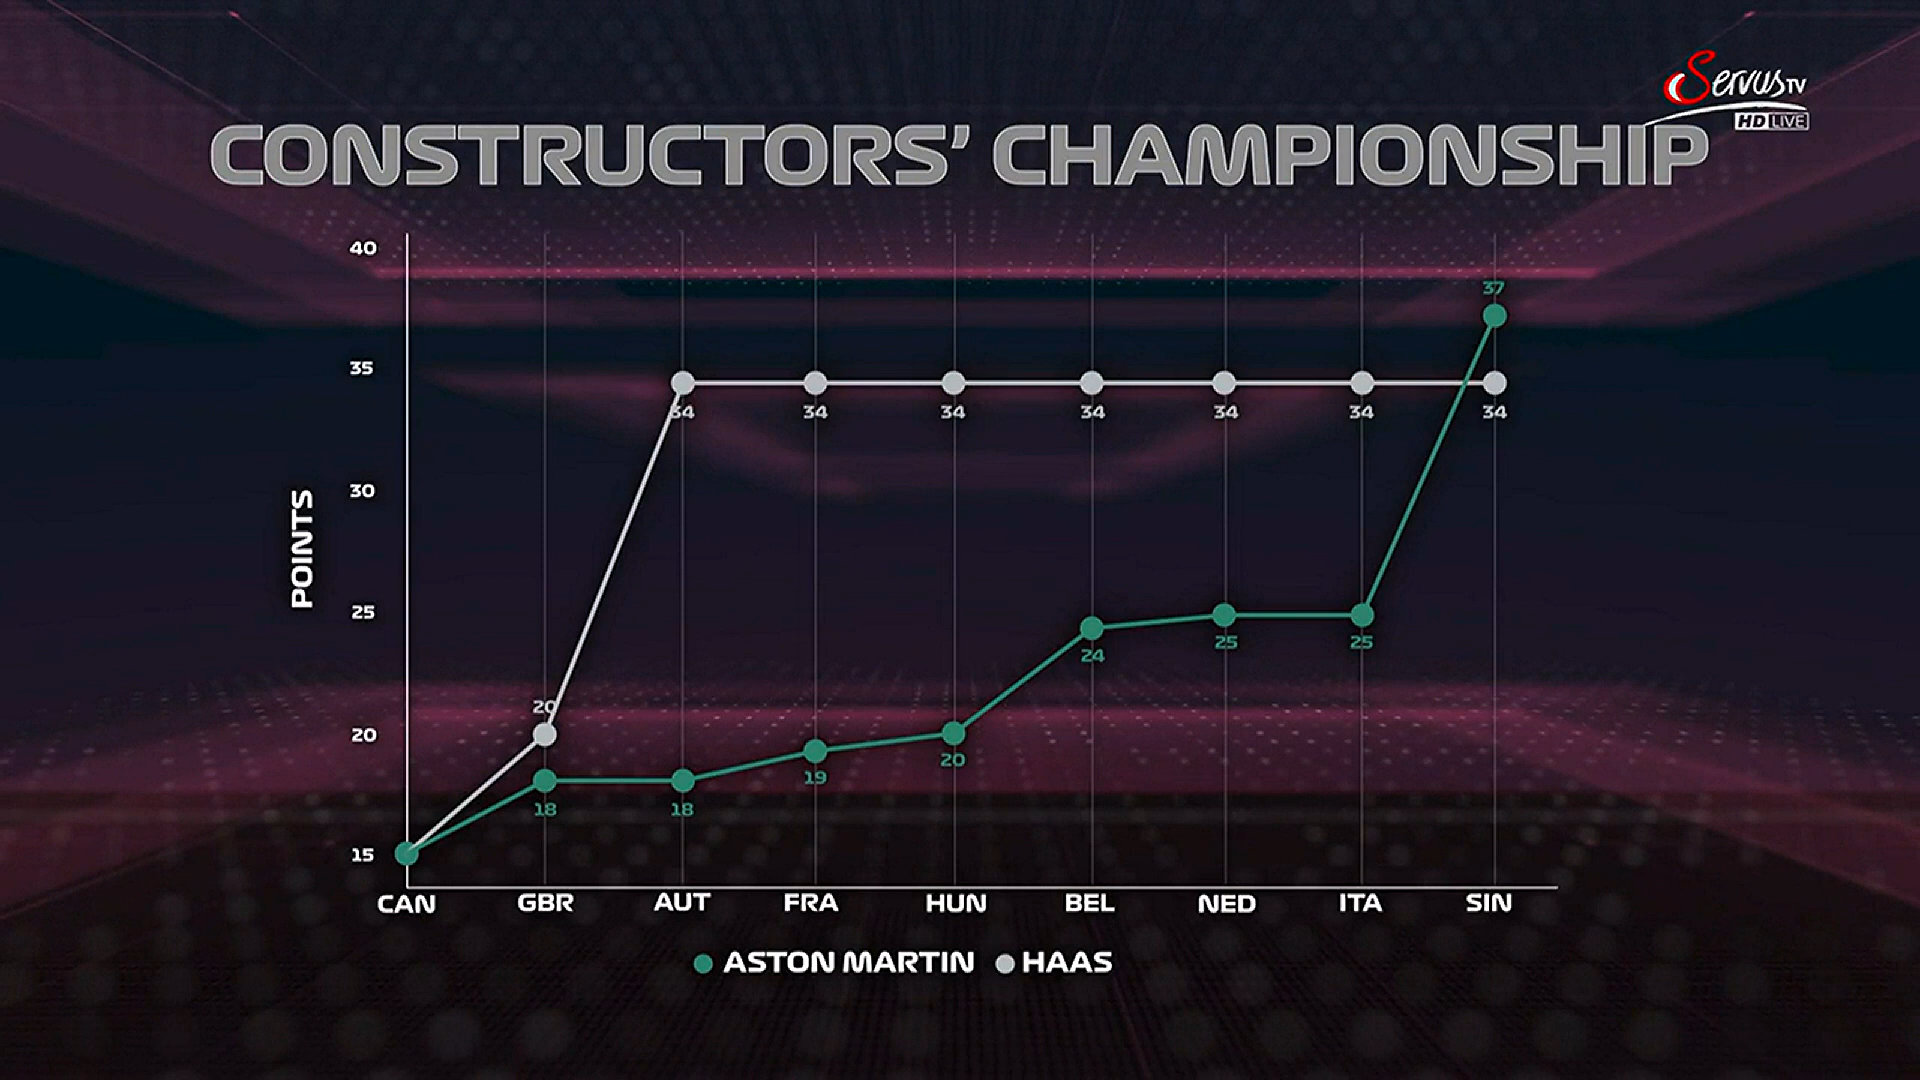 ServusTV
HD LIVE
CONSTRUCTORS' CHAMPIONSHIP
40
37
35
34 34 34 34 34 34 34
30
POINTS
25
25 25
24
20
20
20
19
18 18
15
CAN GBR AUT FRA HUN BEL NED ITA SIN
ASTON MARTIN HAAS